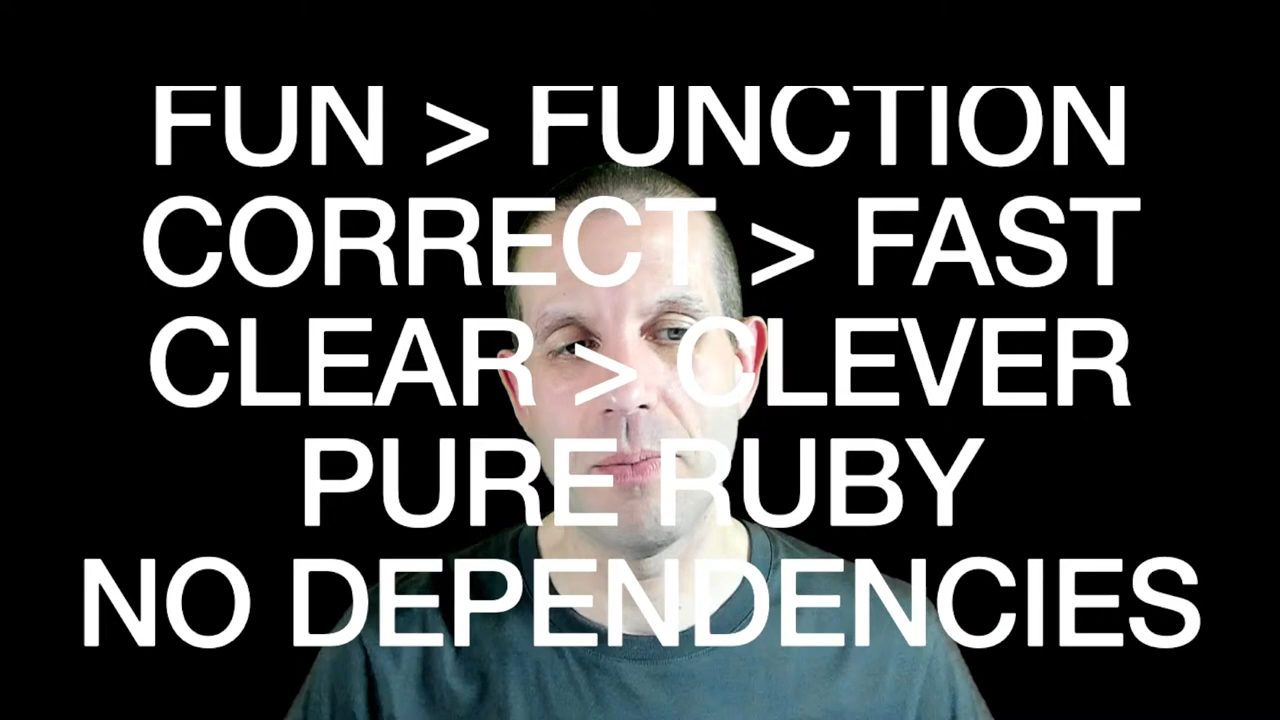 FUN > FUNCTION
CORRECT > FAST
CLEAR > CLEVER
PURE RUBY
NO DEPENDENCIES